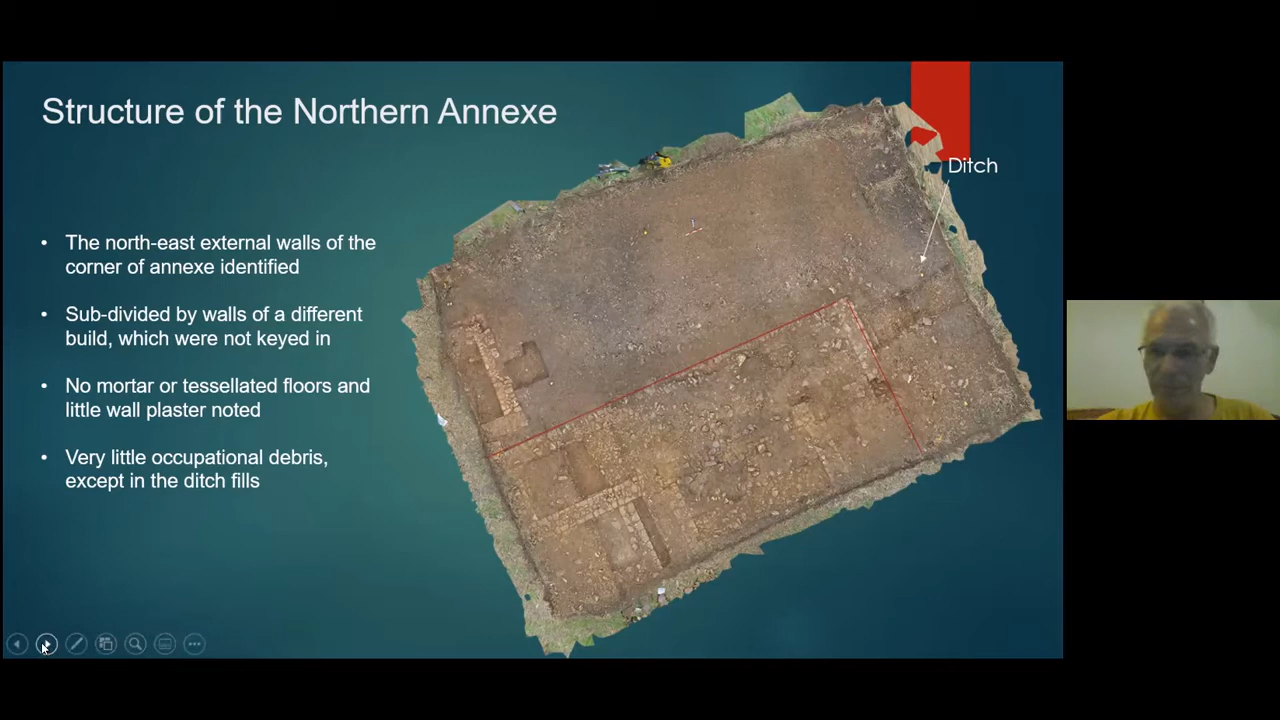 Structure of the Northern Annexe
Ditch
• The north-east external walls of the
corner of annexe identified
• Sub-divided by walls of a different
build, which were not keyed in
• No mortar or tessellated floors and
little wall plaster noted
• Very little occupational debris,
except in the ditch fills